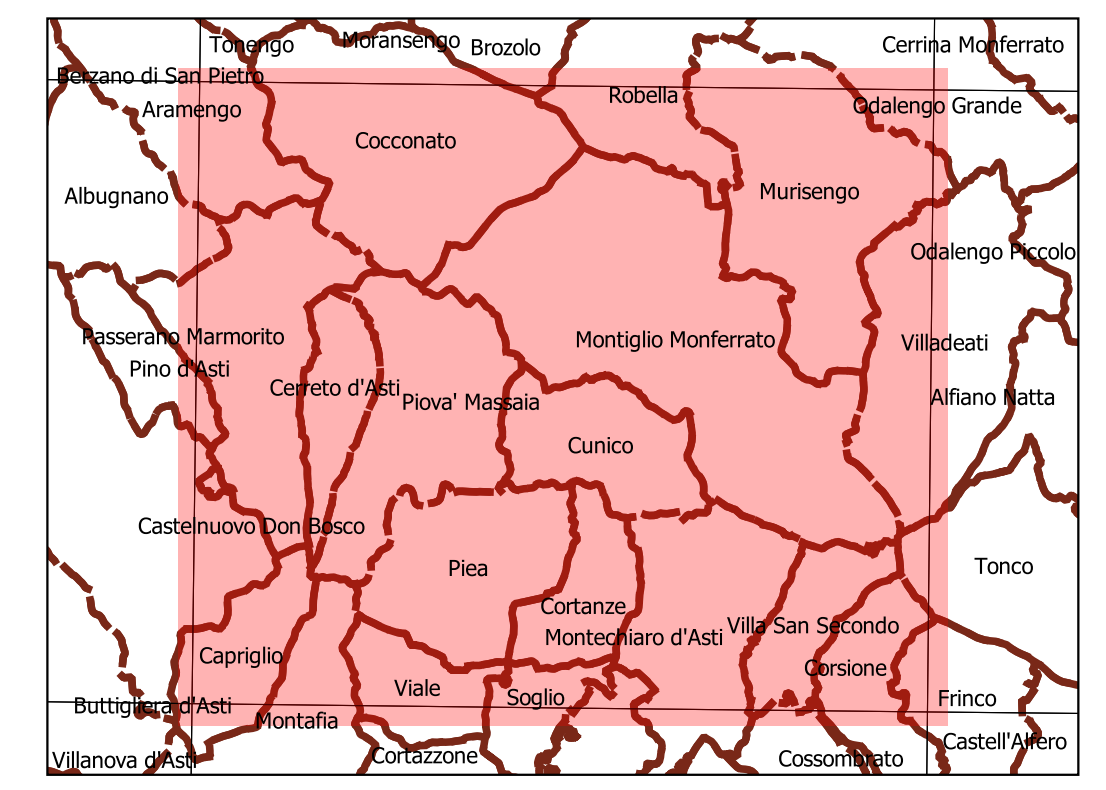 Tonengo
Moransengo
Brozolo
Cerrina Monferrato
Berzano di San Pietro
Aramengo
Robella
Odalengo Grande
Cocconato
Albugnano
Murisengo
Odalengo Piccolo
Passerano Marmorito
Montiglio Monferrato
Villadeati
Pino d'Asti
Cerreto d'Asti
Piova' Massaia
Alfiano Natta
Cunico
Castelnuovo Don Bosco
Piea
Tonco
Cortanze
Villa San Secondo
Montechiaro d'Asti
Capriglio
Corsione
Viale
Soglio
Frinco
Buttigliera d'Asti
Montafia
Castell'Alfero
Villanova d'Asti
Cortazzone
Cossombrato